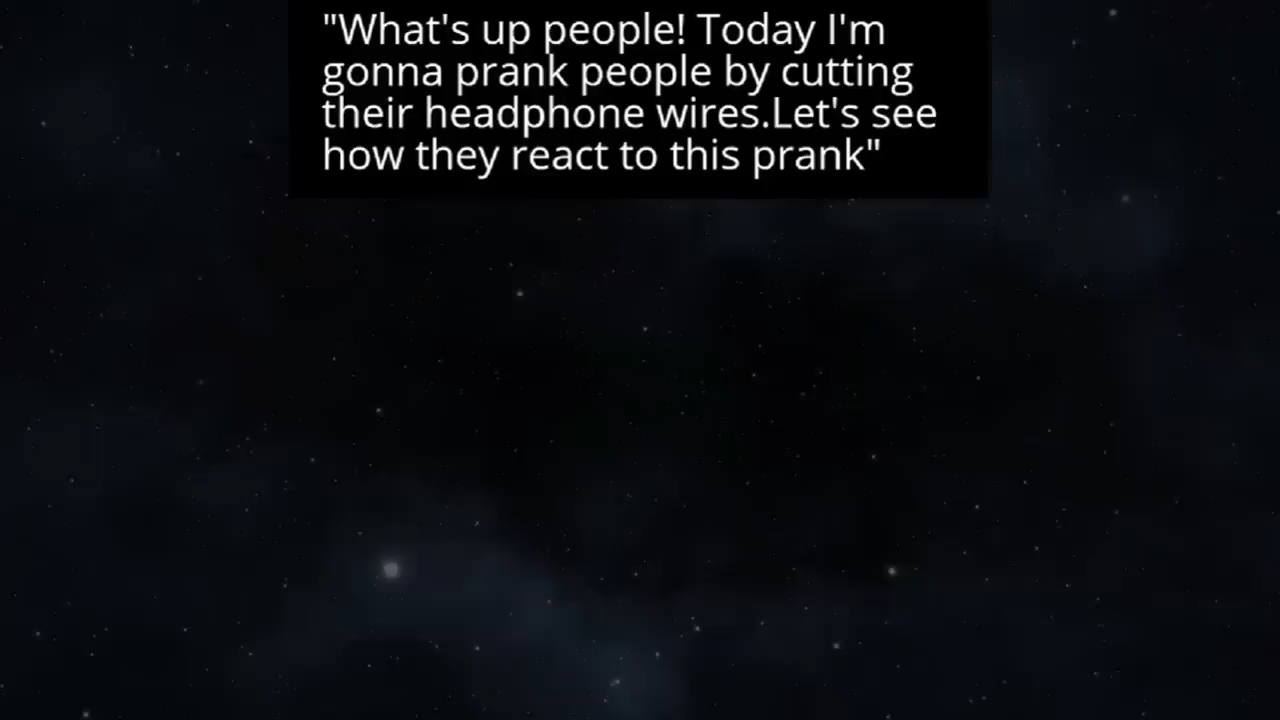 "What's up people! Today I'm
gonna prank people by cutting
their headphone wires.Let's see
how they react to this prank"